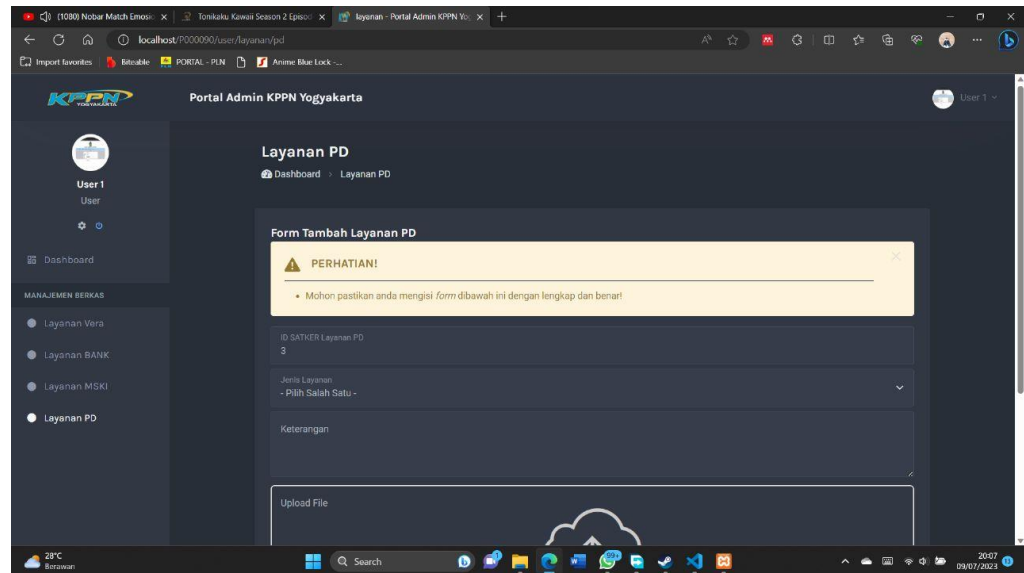 (1080) Nobar Match Emosio
Tonikaku Kawaii Season 2 Episod
layanan - Portal Admin KPPN Yog
localhost/P000090/user/layanan/pd
Import favorites
Biteable
PORTAL - PLN
Anime Blue Lock -...
KPPN
YOGYAKARTA
Portal Admin KPPN Yogyakarta
User 1
User 1
User
Dashboard
MANAJEMEN BERKAS
Layanan Vera
Layanan BANK
Layanan MSKI
Layanan PD
Layanan PD
Dashboard
Layanan PD
Form Tambah Layanan PD
PERHATIAN!
Mohon pastikan anda mengisi form dibawah ini dengan lengkap dan benar!
ID SATKER Layanan PD
3
Jenis Layanan
- Pilih Salah Satu -
Keterangan
Upload File
28°C
Berawan
Search
99+
20:07
09/07/2023